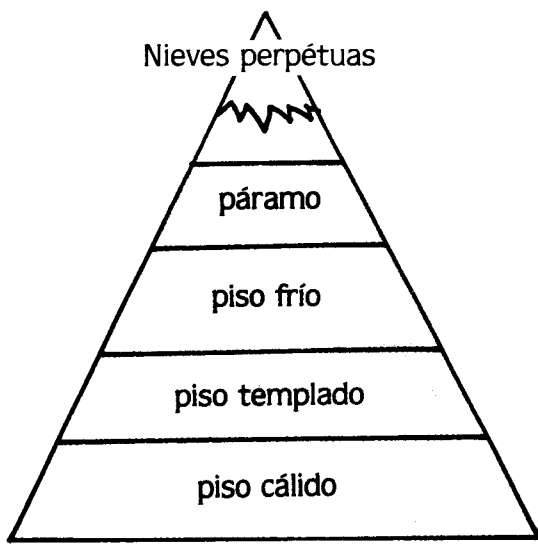 Nieves perpétuas
páramo
piso frío
piso templado
piso cálido